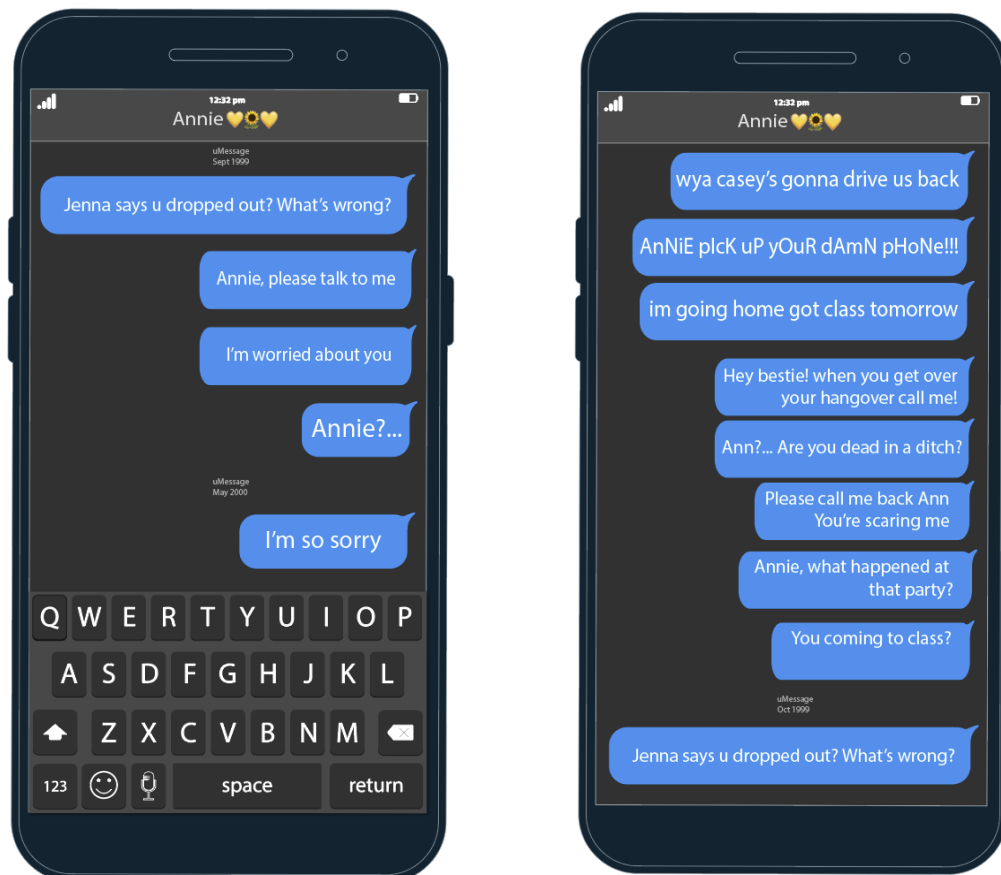 12:32 pm
Annie💛🌻💛
uMessage
Sept 1999
Jenna says u dropped out? What's wrong?
Annie, please talk to me
I'm worried about you
Annie?...
uMessage
May 2000
I'm so sorry
Q W E R T Y U I O P
A S D F G H J K L
Z X C V B N M
123 space return
12:32 pm
Annie💛🌻💛
wya casey's gonna drive us back
AnNiE pIcK uP yOuR dAmN pHoNe!!!
im going home got class tomorrow
Hey bestie! when you get over
your hangover call me!
Ann?... Are you dead in a ditch?
Please call me back Ann
You're scaring me
Annie, what happened at
that party?
You coming to class?
uMessage
Oct 1999
Jenna says u dropped out? What's wrong?